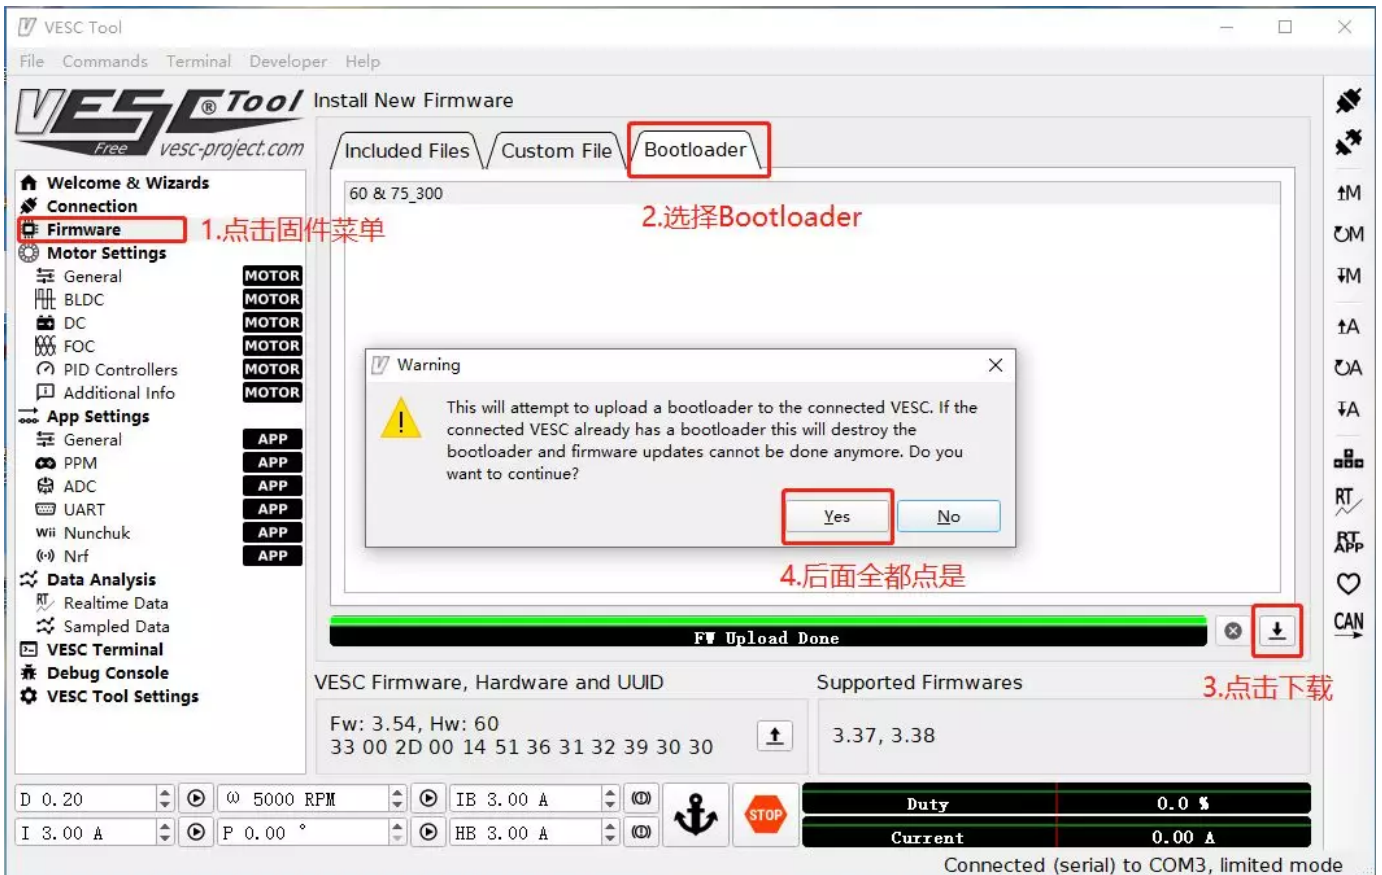 VESC Tool
File Commands Terminal Developer Help
VESC® Tool
Free vesc-project.com
Install New Firmware
Included Files
Custom File
Bootloader
60 & 75_300
2.选择Bootloader
Welcome & Wizards
Connection
Firmware
1.点击固件菜单
Motor Settings
General MOTOR
BLDC MOTOR
DC MOTOR
FOC MOTOR
PID Controllers MOTOR
Additional Info MOTOR
App Settings
General APP
PPM APP
ADC APP
UART APP
Wii Nunchuk APP
Nrf APP
Data Analysis
RT Realtime Data
Sampled Data
VESC Terminal
Debug Console
VESC Tool Settings
Warning
This will attempt to upload a bootloader to the connected VESC. If the
connected VESC already has a bootloader this will destroy the
bootloader and firmware updates cannot be done anymore. Do you
want to continue?
Yes
No
4.后面全都点是
FW Upload Done
3.点击下载
VESC Firmware, Hardware and UUID
Fw: 3.54, Hw: 60
33 00 2D 00 14 51 36 31 32 39 30 30
Supported Firmwares
3.37, 3.38
M
M
M
A
A
A
RT
RT APP
CAN
D 0.20
ω 5000 RPM
IB 3.00 A
I 3.00 A
P 0.00 °
HB 3.00 A
STOP
Duty 0.0 %
Current 0.00 A
Connected (serial) to COM3, limited mode